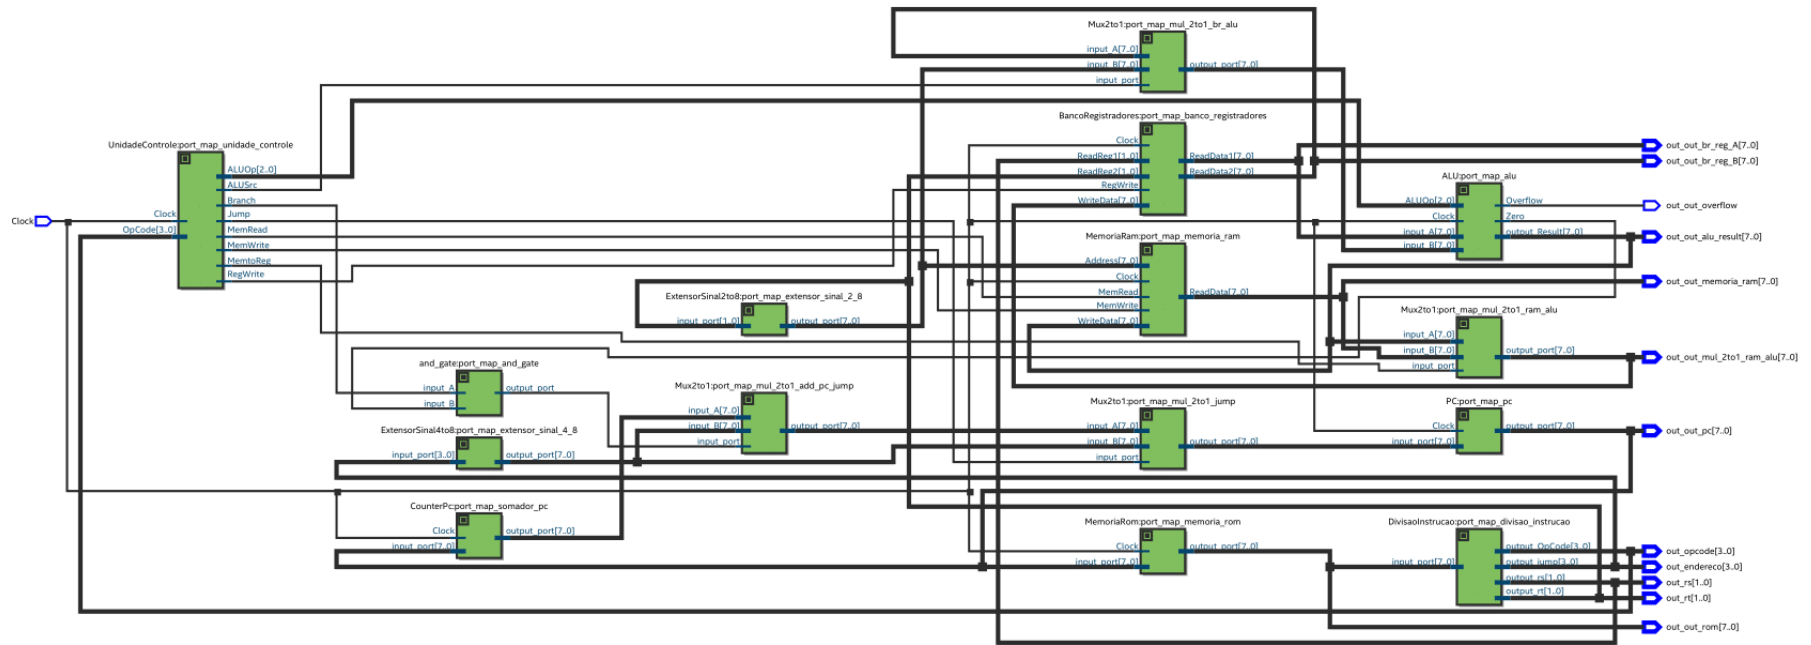 Mux2to1:port_map_mul_2to1_br_alu
input_A[7..0]
input_B[7..0]
input_port
output_port[7..0]
BancoRegistradores:port_map_banco_registradores
Clock
ReadReg1[1..0]
ReadReg2[1..0]
RegWrite
WriteData[7..0]
ReadData1[7..0]
ReadData2[7..0]
UnidadeControle:port_map_unidade_controle
Clock
OpCode[3..0]
ALUOp[2..0]
ALUSrc
Branch
Jump
MemRead
MemWrite
MemtoReg
RegWrite
Clock
ALU:port_map_alu
ALUOp[2..0]
Clock
input_A[7..0]
input_B[7..0]
Overflow
Zero
output_Result[7..0]
out_out_br_reg_A[7..0]
out_out_br_reg_B[7..0]
out_out_overflow
out_out_alu_result[7..0]
out_out_memoria_ram[7..0]
MemoriaRam:port_map_memoria_ram
Address[7..0]
Clock
MemRead
MemWrite
WriteData[7..0]
ReadData[7..0]
ExtensorSinal2to8:port_map_extensor_sinal_2_8
input_port[1..0]
output_port[7..0]
Mux2to1:port_map_mul_2to1_ram_alu
input_A[7..0]
input_B[7..0]
input_port
output_port[7..0]
out_out_mul_2to1_ram_alu[7..0]
and_gate:port_map_and_gate
input_A
input_B
output_port
Mux2to1:port_map_mul_2to1_add_pc_jump
input_A[7..0]
input_B[7..0]
input_port
output_port[7..0]
Mux2to1:port_map_mul_2to1_jump
input_A[7..0]
input_B[7..0]
input_port
output_port[7..0]
PC:port_map_pc
Clock
input_port[7..0]
output_port[7..0]
out_out_pc[7..0]
ExtensorSinal4to8:port_map_extensor_sinal_4_8
input_port[3..0]
output_port[7..0]
CounterPc:port_map_somador_pc
Clock
input_port[7..0]
output_port[7..0]
MemoriaRom:port_map_memoria_rom
Clock
input_port[7..0]
output_port[7..0]
DivisaoInstrucao:port_map_divisao_instrucao
input_port[7..0]
output_OpCode[3..0]
output_jump[3..0]
output_rs[1..0]
output_rt[1..0]
out_opcode[3..0]
out_endereco[3..0]
out_rs[1..0]
out_rt[1..0]
out_out_rom[7..0]